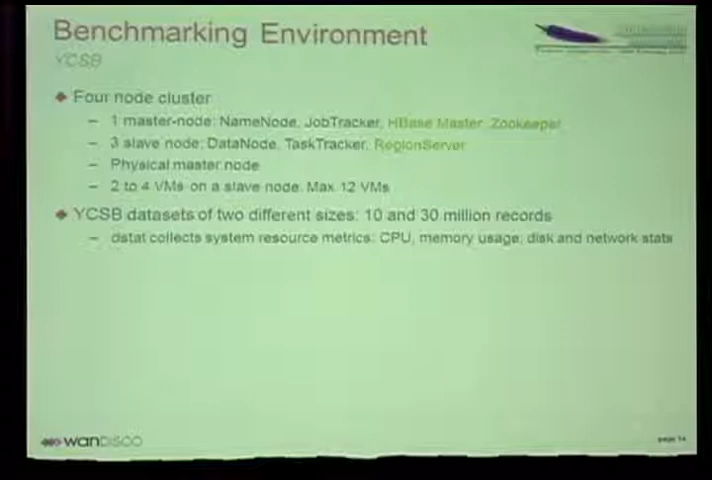 Benchmarking Environment
YCSB
Four node cluster
– 1 master-node: NameNode, JobTracker, HBase Master, Zookeeper
– 3 slave node: DataNode, TaskTracker, RegionServer
– Physical master node
– 2 to 4 VMs on a slave node. Max 12 VMs
YCSB datasets of two different sizes: 10 and 30 million records
– dstat collects system resource metrics: CPU, memory usage, disk and network stats
WANDISCO
page 14